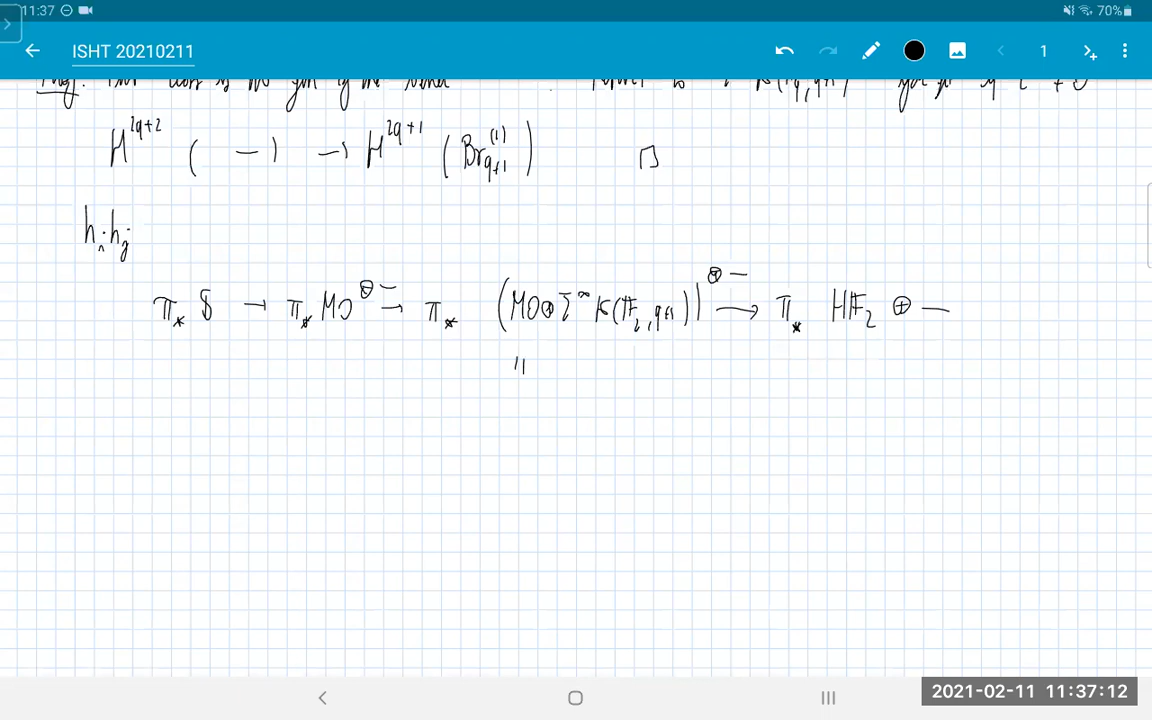 11:37 70%
ISHT 20210211 1
H^{2q+2} ( — ) → H^{2q+1} ( Br_{q+1}^{(1)} )
h_i h_j
π_* S → π_* MO^{⊗ –} → π_* (MO ⊗ Σ^∞ K(F_2, q+1))^{⊗ –} → π_* HF_2 ⊗ —
"
2021-02-11 11:37:12